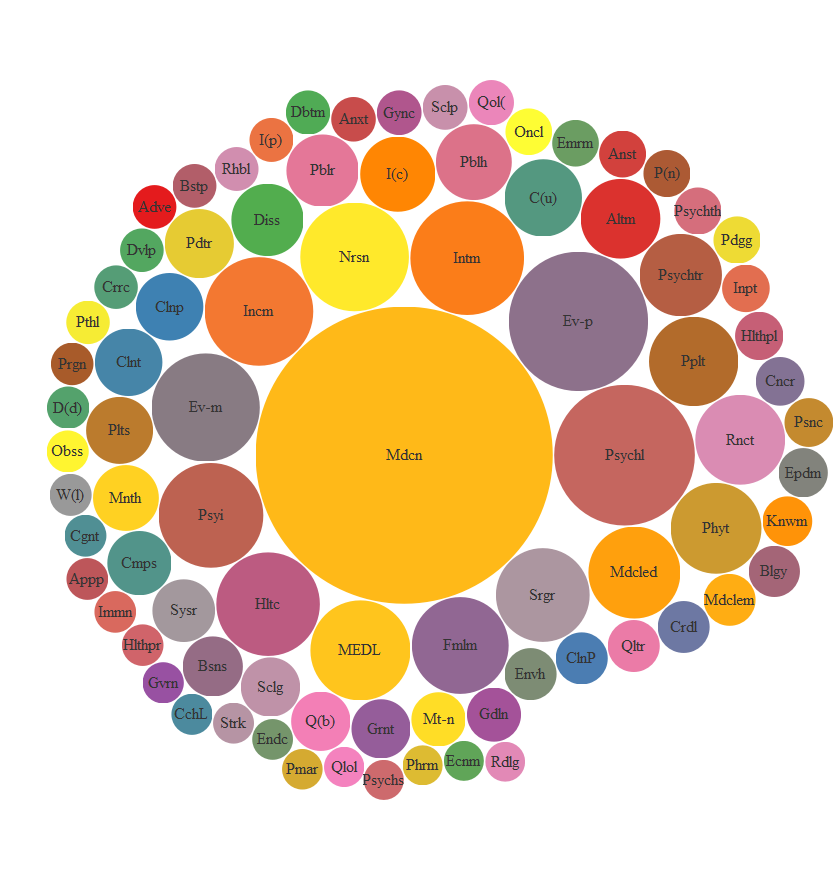 Dbtm
Anxt
Gync
Sclp
Qol(
I(p)
Oncl
Emrm
Anst
P(n)
Rhbl
Pblr
I(c)
Pblh
Bstp
C(u)
Psychth
Adve
Diss
Altm
Pdgg
Dvlp
Pdtr
Nrsn
Intm
Psychtr
Inpt
Crrc
Clnp
Incm
Ev-p
Hlthpl
Pthl
Clnt
Pplt
Cncr
Prgn
D(d)
Plts
Ev-m
Mdcn
Psychl
Rnct
Psnc
Obss
Epdm
W(l)
Mnth
Psyi
Phyt
Knwm
Cgnt
Cmps
Mdcled
Blgy
Appp
Srgr
Mdclem
Immn
Sysr
Hltc
Crdl
Hlthpr
MEDL
Fmlm
Qltr
Gvrn
Bsns
Sclg
Envh
ClnP
CchL
Strk
Q(b)
Grnt
Mt-n
Gdln
Endc
Pmar
Qlol
Psychs
Phrm
Ecnm
Rdlg